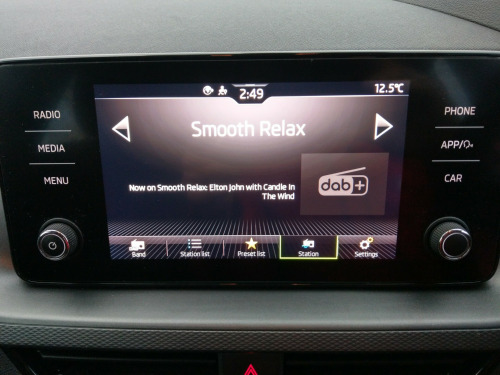 2:49
12.5°C
RADIO
MEDIA
MENU
Smooth Relax
Now on Smooth Relax: Elton John with Candle In
The Wind
dab+
PHONE
APP/
CAR
Band
Station list
Preset list
Station
Settings